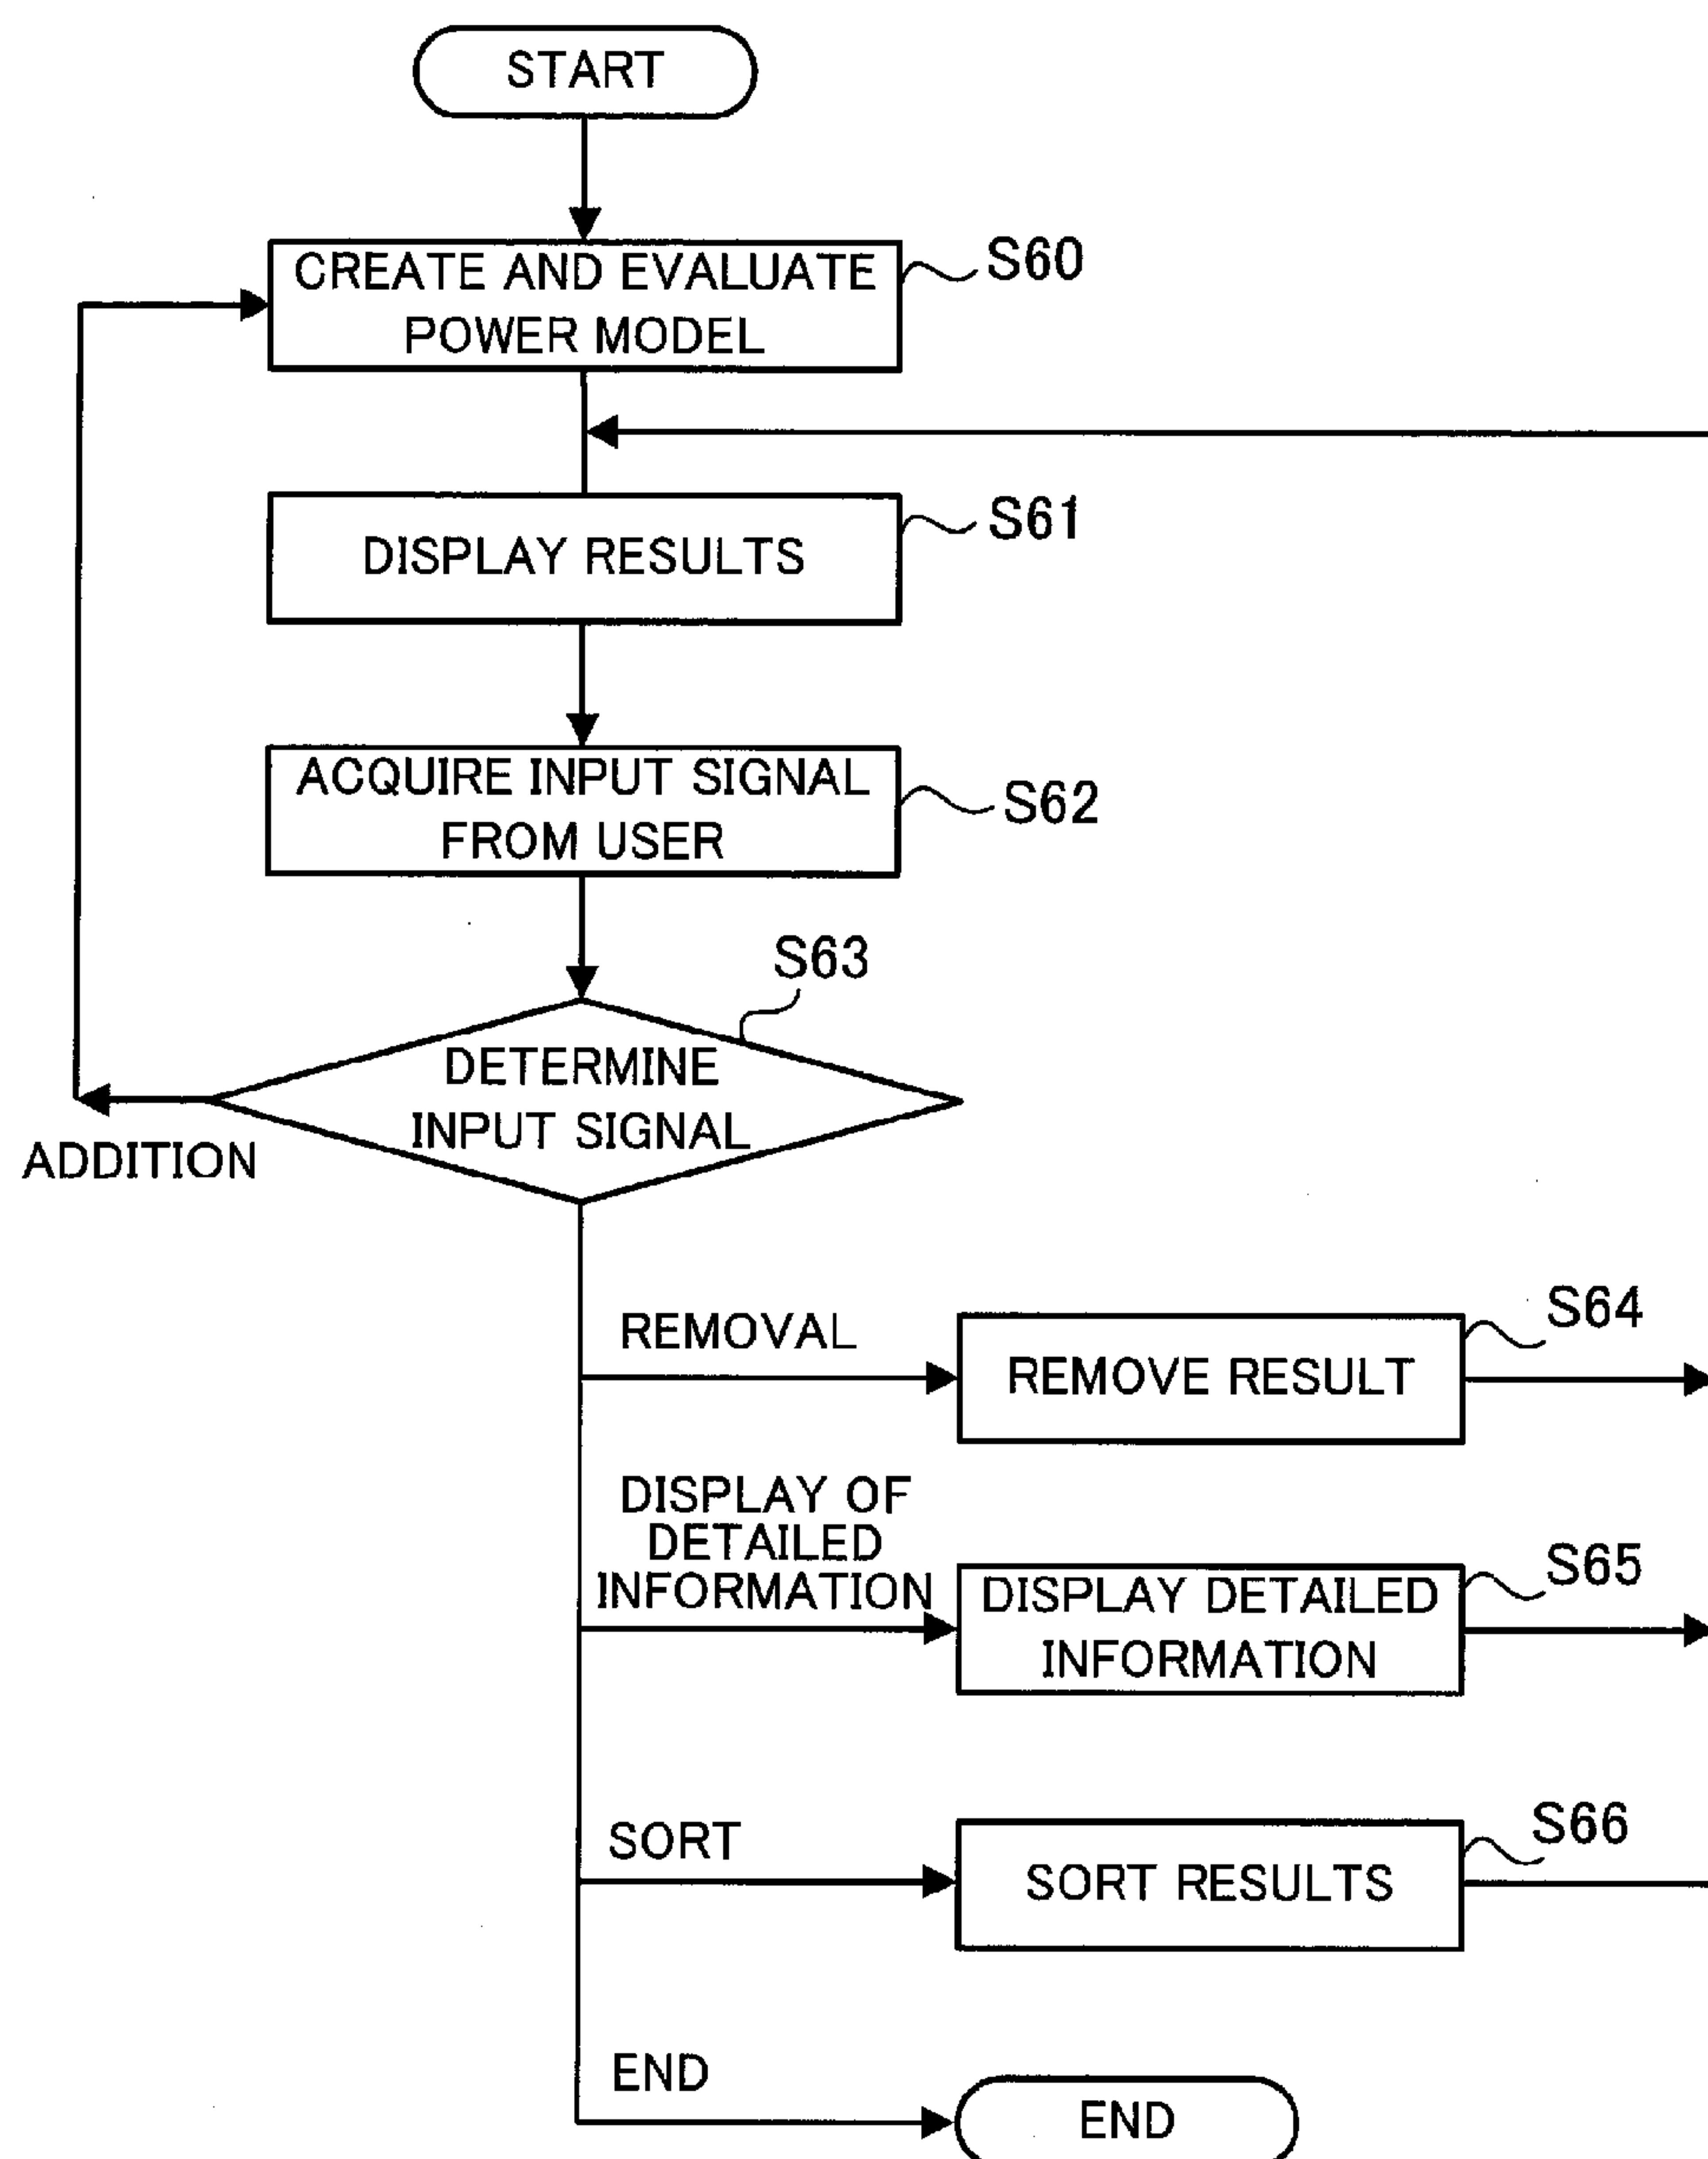 START
CREATE AND EVALUATE
POWER MODEL
S60
DISPLAY RESULTS
S61
ACQUIRE INPUT SIGNAL
FROM USER
S62
S63
DETERMINE
INPUT SIGNAL
ADDITION
REMOVAL
REMOVE RESULT
S64
DISPLAY OF
DETAILED
INFORMATION
DISPLAY DETAILED
INFORMATION
S65
SORT
SORT RESULTS
S66
END
END